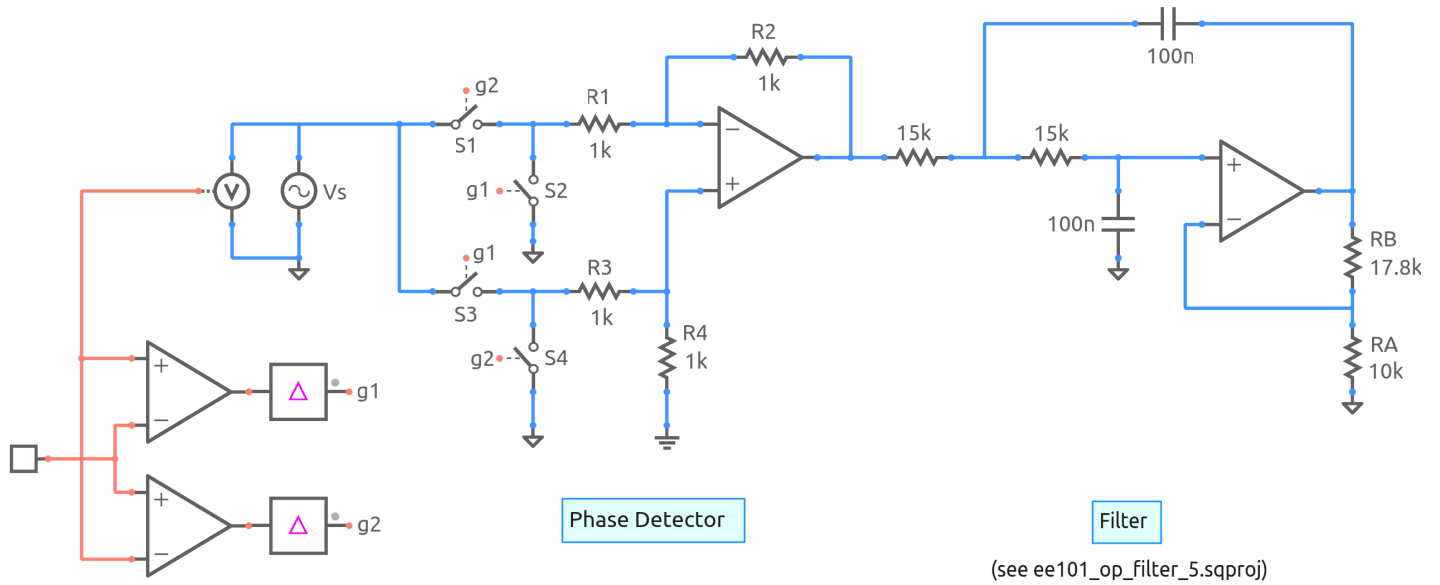 100n
R2
1k
g2
S1
R1
1k
15k
15k
V
Vs
g1
S2
100n
RB
17.8k
g1
S3
R3
1k
g2
S4
R4
1k
RA
10k
g1
g2
Phase Detector
Filter
(see ee101_op_filter_5.sqproj)